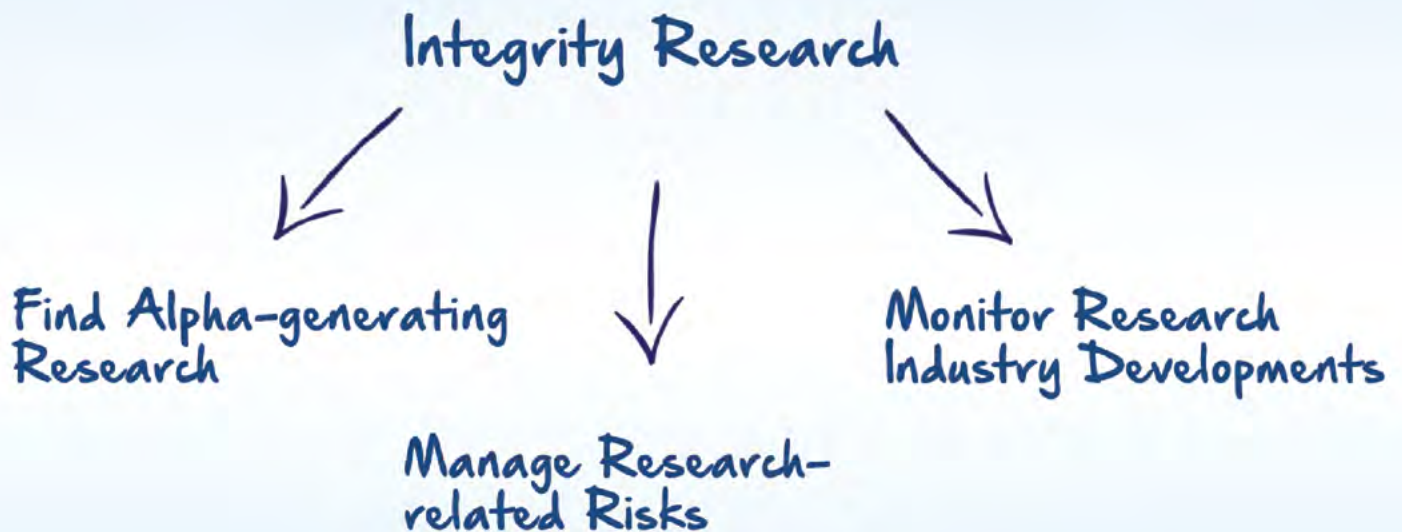 Integrity Research
Find Alpha-generating
Research
Manage Research-
related Risks
Monitor Research
Industry Developments